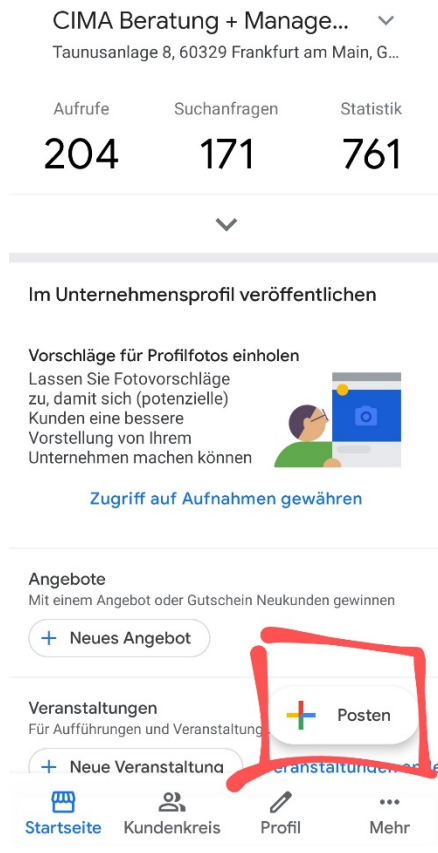 CIMA Beratung + Manage...
Taunusanlage 8, 60329 Frankfurt am Main, G...
Aufrufe Suchanfragen Statistik
204 171 761
Im Unternehmensprofil veröffentlichen
Vorschläge für Profilfotos einholen
Lassen Sie Fotovorschläge
zu, damit sich (potenzielle)
Kunden eine bessere
Vorstellung von Ihrem
Unternehmen machen können
Zugriff auf Aufnahmen gewähren
Angebote
Mit einem Angebot oder Gutschein Neukunden gewinnen
+ Neues Angebot
Veranstaltungen
Für Aufführungen und Veranstaltung
Posten
+ Neue Veranstaltung
Startseite Kundenkreis Profil Mehr